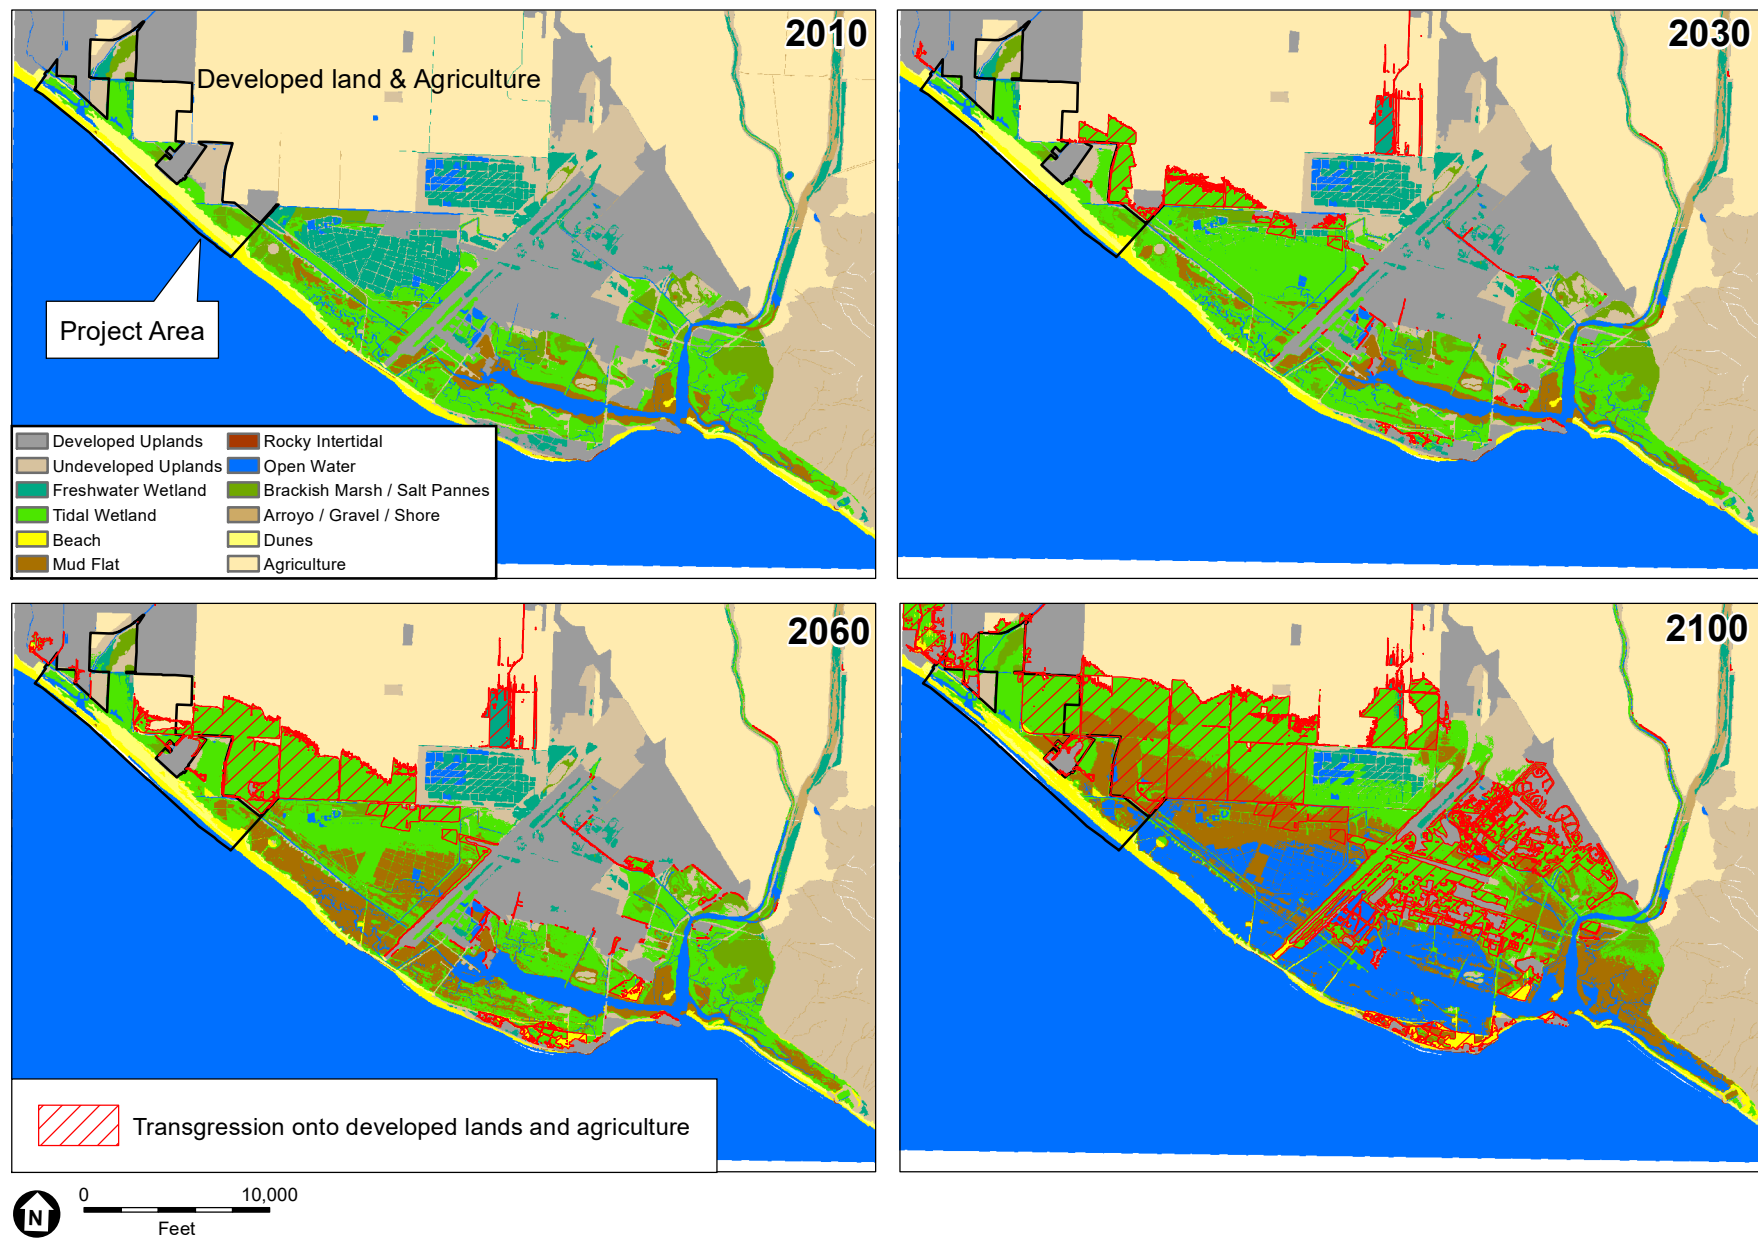 2010
Developed land & Agriculture
Project Area
Developed Uplands
Undeveloped Uplands
Freshwater Wetland
Tidal Wetland
Beach
Mud Flat
Rocky Intertidal
Open Water
Brackish Marsh / Salt Pannes
Arroyo / Gravel / Shore
Dunes
Agriculture
2030
2060
2100
Transgression onto developed lands and agriculture
N
0 10,000
Feet